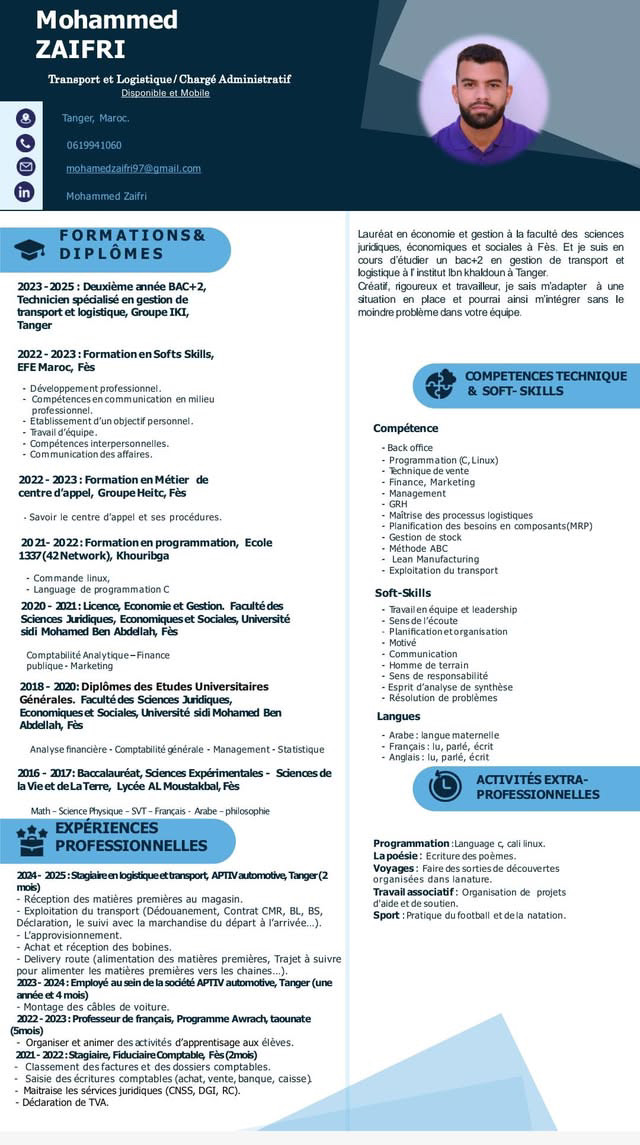 Mohammed
ZAIFRI
Transport et Logistique / Chargé Administratif
Disponible et Mobile
Tanger, Maroc.
0619941060
mohamedzaifri97@gmail.com
in
Mohammed Zaifri
FORMATIONS &
DIPLÔMES
2023 - 2025 : Deuxième année BAC+2,
Technicien spécialisé en gestion de
transport et logistique, Groupe IKI,
Tanger
2022 - 2023 : Formation en Softs Skills,
EFE Maroc, Fès
- Développement professionnel.
- Compétences en communication en milieu
professionnel.
- Etablissement d'un objectif personnel.
- Travail d'équipe.
- Compétences interpersonnelles.
- Communication des affaires.
2022 - 2023 : Formation en Métier de
centre d'appel, Groupe Heitc, Fès
- Savoir le centre d'appel et ses procédures.
2021- 2022 : Formation en programmation, Ecole
1337(42 Network), Khouribga
- Commande linux,
- Language de programmation C
2020 - 2021 : Licence, Economie et Gestion. Faculté des
Sciences Juridiques, Economiques et Sociales, Université
sidi Mohamed Ben Abdellah, Fès
Comptabilité Analytique – Finance
publique - Marketing
2018 - 2020: Diplômes des Etudes Universitaires
Générales. Faculté des Sciences Juridiques,
Economiques et Sociales, Université sidi Mohamed Ben
Abdellah, Fès
Analyse financière - Comptabilité générale - Management - Statistique
2016 - 2017: Baccalauréat, Sciences Expérimentales - Sciences de
la Vie et de La Terre, Lycée AL Moustakbal, Fès
Math – Science Physique – SVT – Français - Arabe – philosophie
EXPÉRIENCES
PROFESSIONNELLES
2024 - 2025 : Stagiaire en logistique et transport, APTIV automotive, Tanger (2
mois)
- Réception des matières premières au magasin.
- Exploitation du transport (Dédouanement, Contrat CMR, BL, BS,
Déclaration, le suivi avec la marchandise du départ à l'arrivée...).
- L'approvisionnement.
- Achat et réception des bobines.
- Delivery route (alimentation des matières premières, Trajet à suivre
pour alimenter les matières premières vers les chaines...).
2023 - 2024 : Employé au sein de la société APTIV automotive, Tanger (une
année et 4 mois)
- Montage des câbles de voiture.
2022 - 2023 : Professeur de français, Programme Awrach, taounate
(5mois)
- Organiser et animer des activités d'apprentissage aux élèves.
2021 - 2022 : Stagiaire, Fiduciaire Comptable, Fès (2mois)
- Classement des factures et des dossiers comptables.
- Saisie des écritures comptables (achat, vente, banque, caisse).
- Maitraise les sérvices juridiques (CNSS, DGI, RC).
- Déclaration de TVA.
Lauréat en économie et gestion à la faculté des sciences
juridiques, économiques et sociales à Fès. Et je suis en
cours d'étudier un bac+2 en gestion de transport et
logistique à l' institut Ibn khaldoun à Tanger.
Créatif, rigoureux et travailleur, je sais m'adapter à une
situation en place et pourrai ainsi m'intégrer sans le
moindre problème dans votre équipe.
COMPETENCES TECHNIQUE
& SOFT- SKILLS
Compétence
- Back office
- Programmation (C, Linux)
- Technique de vente
- Finance, Marketing
- Management
- GRH
- Maîtrise des processus logistiques
- Planification des besoins en composants(MRP)
- Gestion de stock
- Méthode ABC
- Lean Manufacturing
- Exploitation du transport
Soft-Skills
- Travail en équipe et leadership
- Sens de l'écoute
- Planification et organisation
- Motivé
- Communication
- Homme de terrain
- Sens de responsabilité
- Esprit d'analyse de synthèse
- Résolution de problèmes
Langues
- Arabe : langue maternelle
- Français : lu, parlé, écrit
- Anglais : lu, parlé, écrit
ACTIVITÉS EXTRA-
PROFESSIONNELLES
Programmation :Language c, cali linux.
La poésie : Ecriture des poèmes.
Voyages : Faire des sorties de découvertes
organisées dans la nature.
Travail associatif : Organisation de projets
d'aide et de soutien.
Sport : Pratique du football et de la natation.